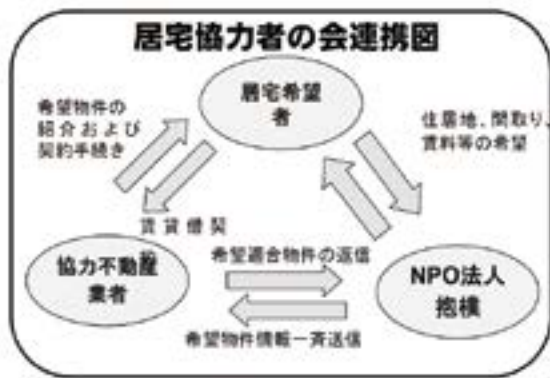 居宅協力者の会連携図
居宅希望
者
希望物件の
紹介および
契約手続き
住居地、間取り、
賃料等の希望
賃貸借契
約
協力不動産
業者
希望適合物件の返信
NPO法人
抱樸
希望物件情報一斉送信